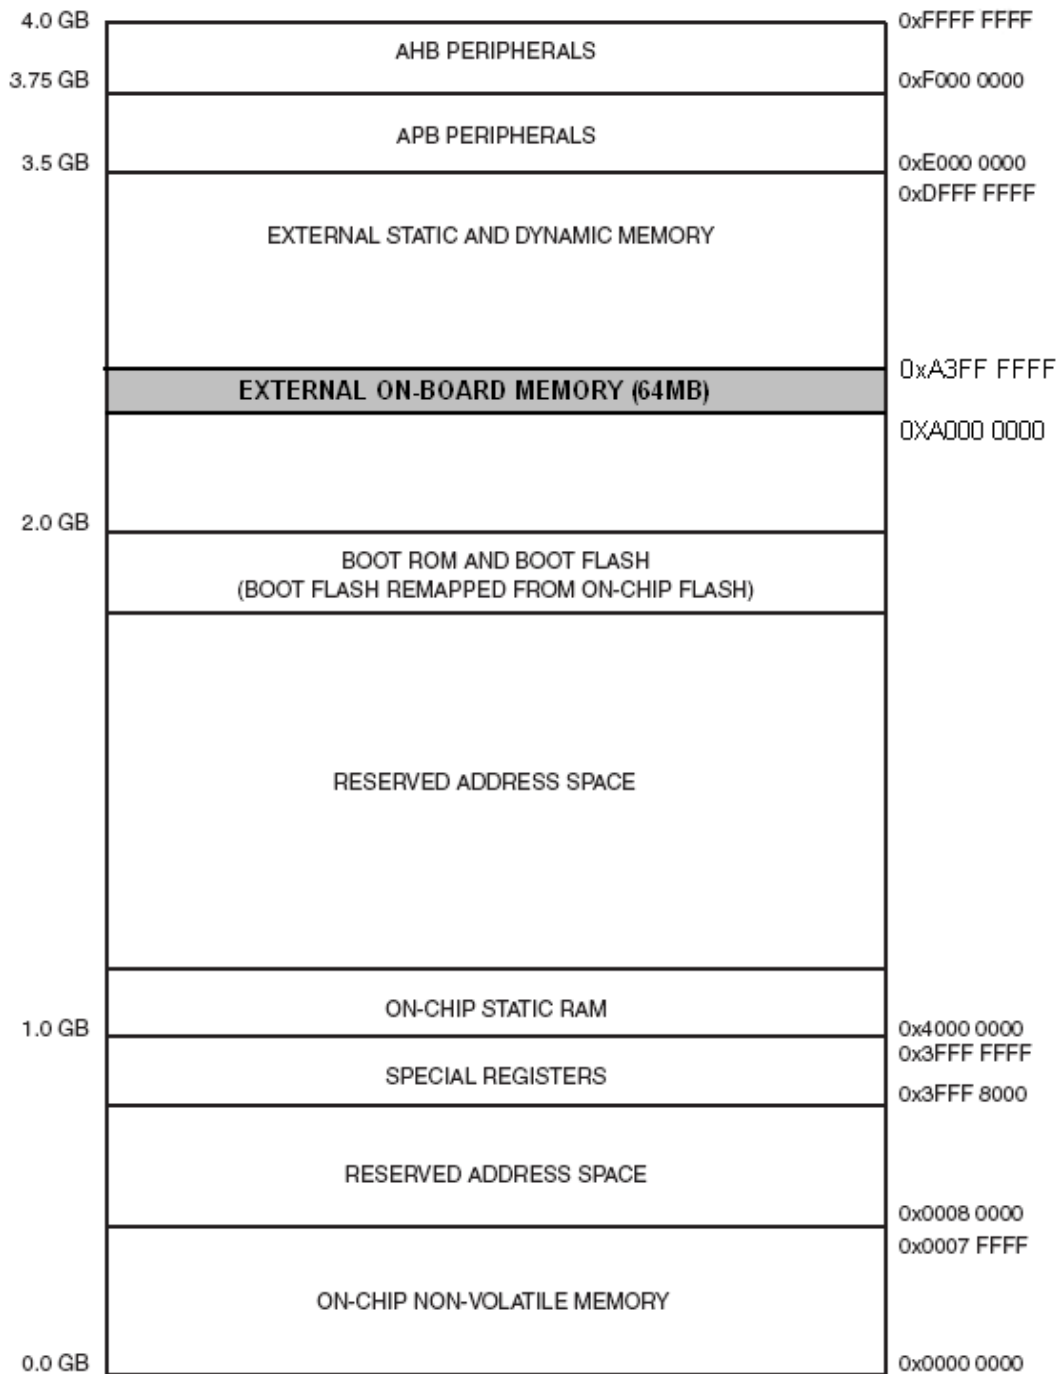 4.0 GB
0xFFFF FFFF
AHB PERIPHERALS
3.75 GB
0xF000 0000
APB PERIPHERALS
3.5 GB
0xE000 0000
0xDFFF FFFF
EXTERNAL STATIC AND DYNAMIC MEMORY
0xA3FF FFFF
EXTERNAL ON-BOARD MEMORY (64MB)
0XA000 0000
2.0 GB
BOOT ROM AND BOOT FLASH
(BOOT FLASH REMAPPED FROM ON-CHIP FLASH)
RESERVED ADDRESS SPACE
ON-CHIP STATIC RAM
1.0 GB
0x4000 0000
0x3FFF FFFF
SPECIAL REGISTERS
0x3FFF 8000
RESERVED ADDRESS SPACE
0x0008 0000
0x0007 FFFF
ON-CHIP NON-VOLATILE MEMORY
0.0 GB
0x0000 0000